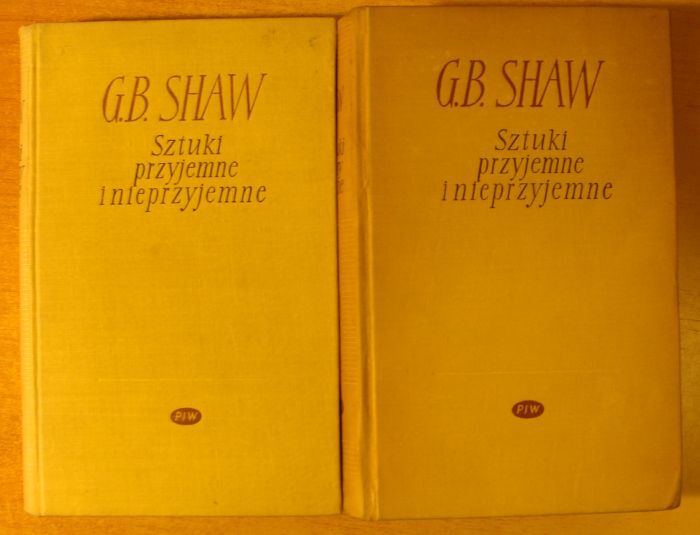 G.B. SHAW
Sztuki
przyjemne
i nieprzyjemne
PIW
G.B. SHAW
Sztuki
przyjemne
i nieprzyjemne
PIW